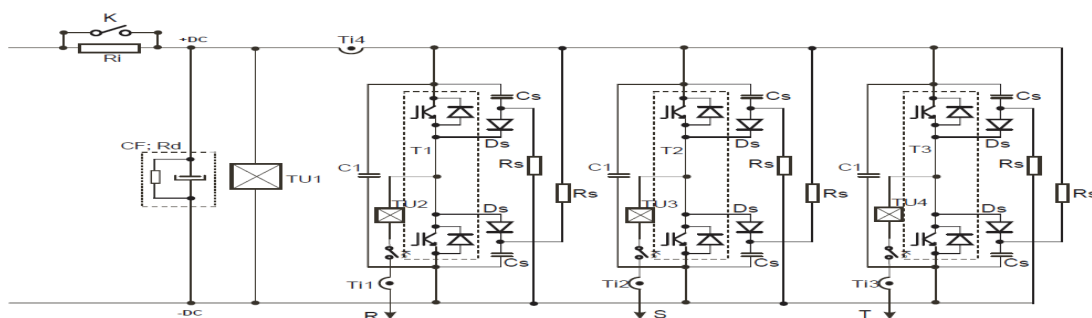 K
+DC
Ri
Ti4
Cs
Cs
Cs
CF; Rd
T1
Ds
T2
Ds
T3
Ds
C1
Rs
C1
Rs
C1
Rs
TU1
Rs
Rs
Rs
TU2
Ds
TU3
Ds
TU4
Ds
Cs
Cs
Cs
Ti1
Ti2
Ti3
-DC
R
S
T